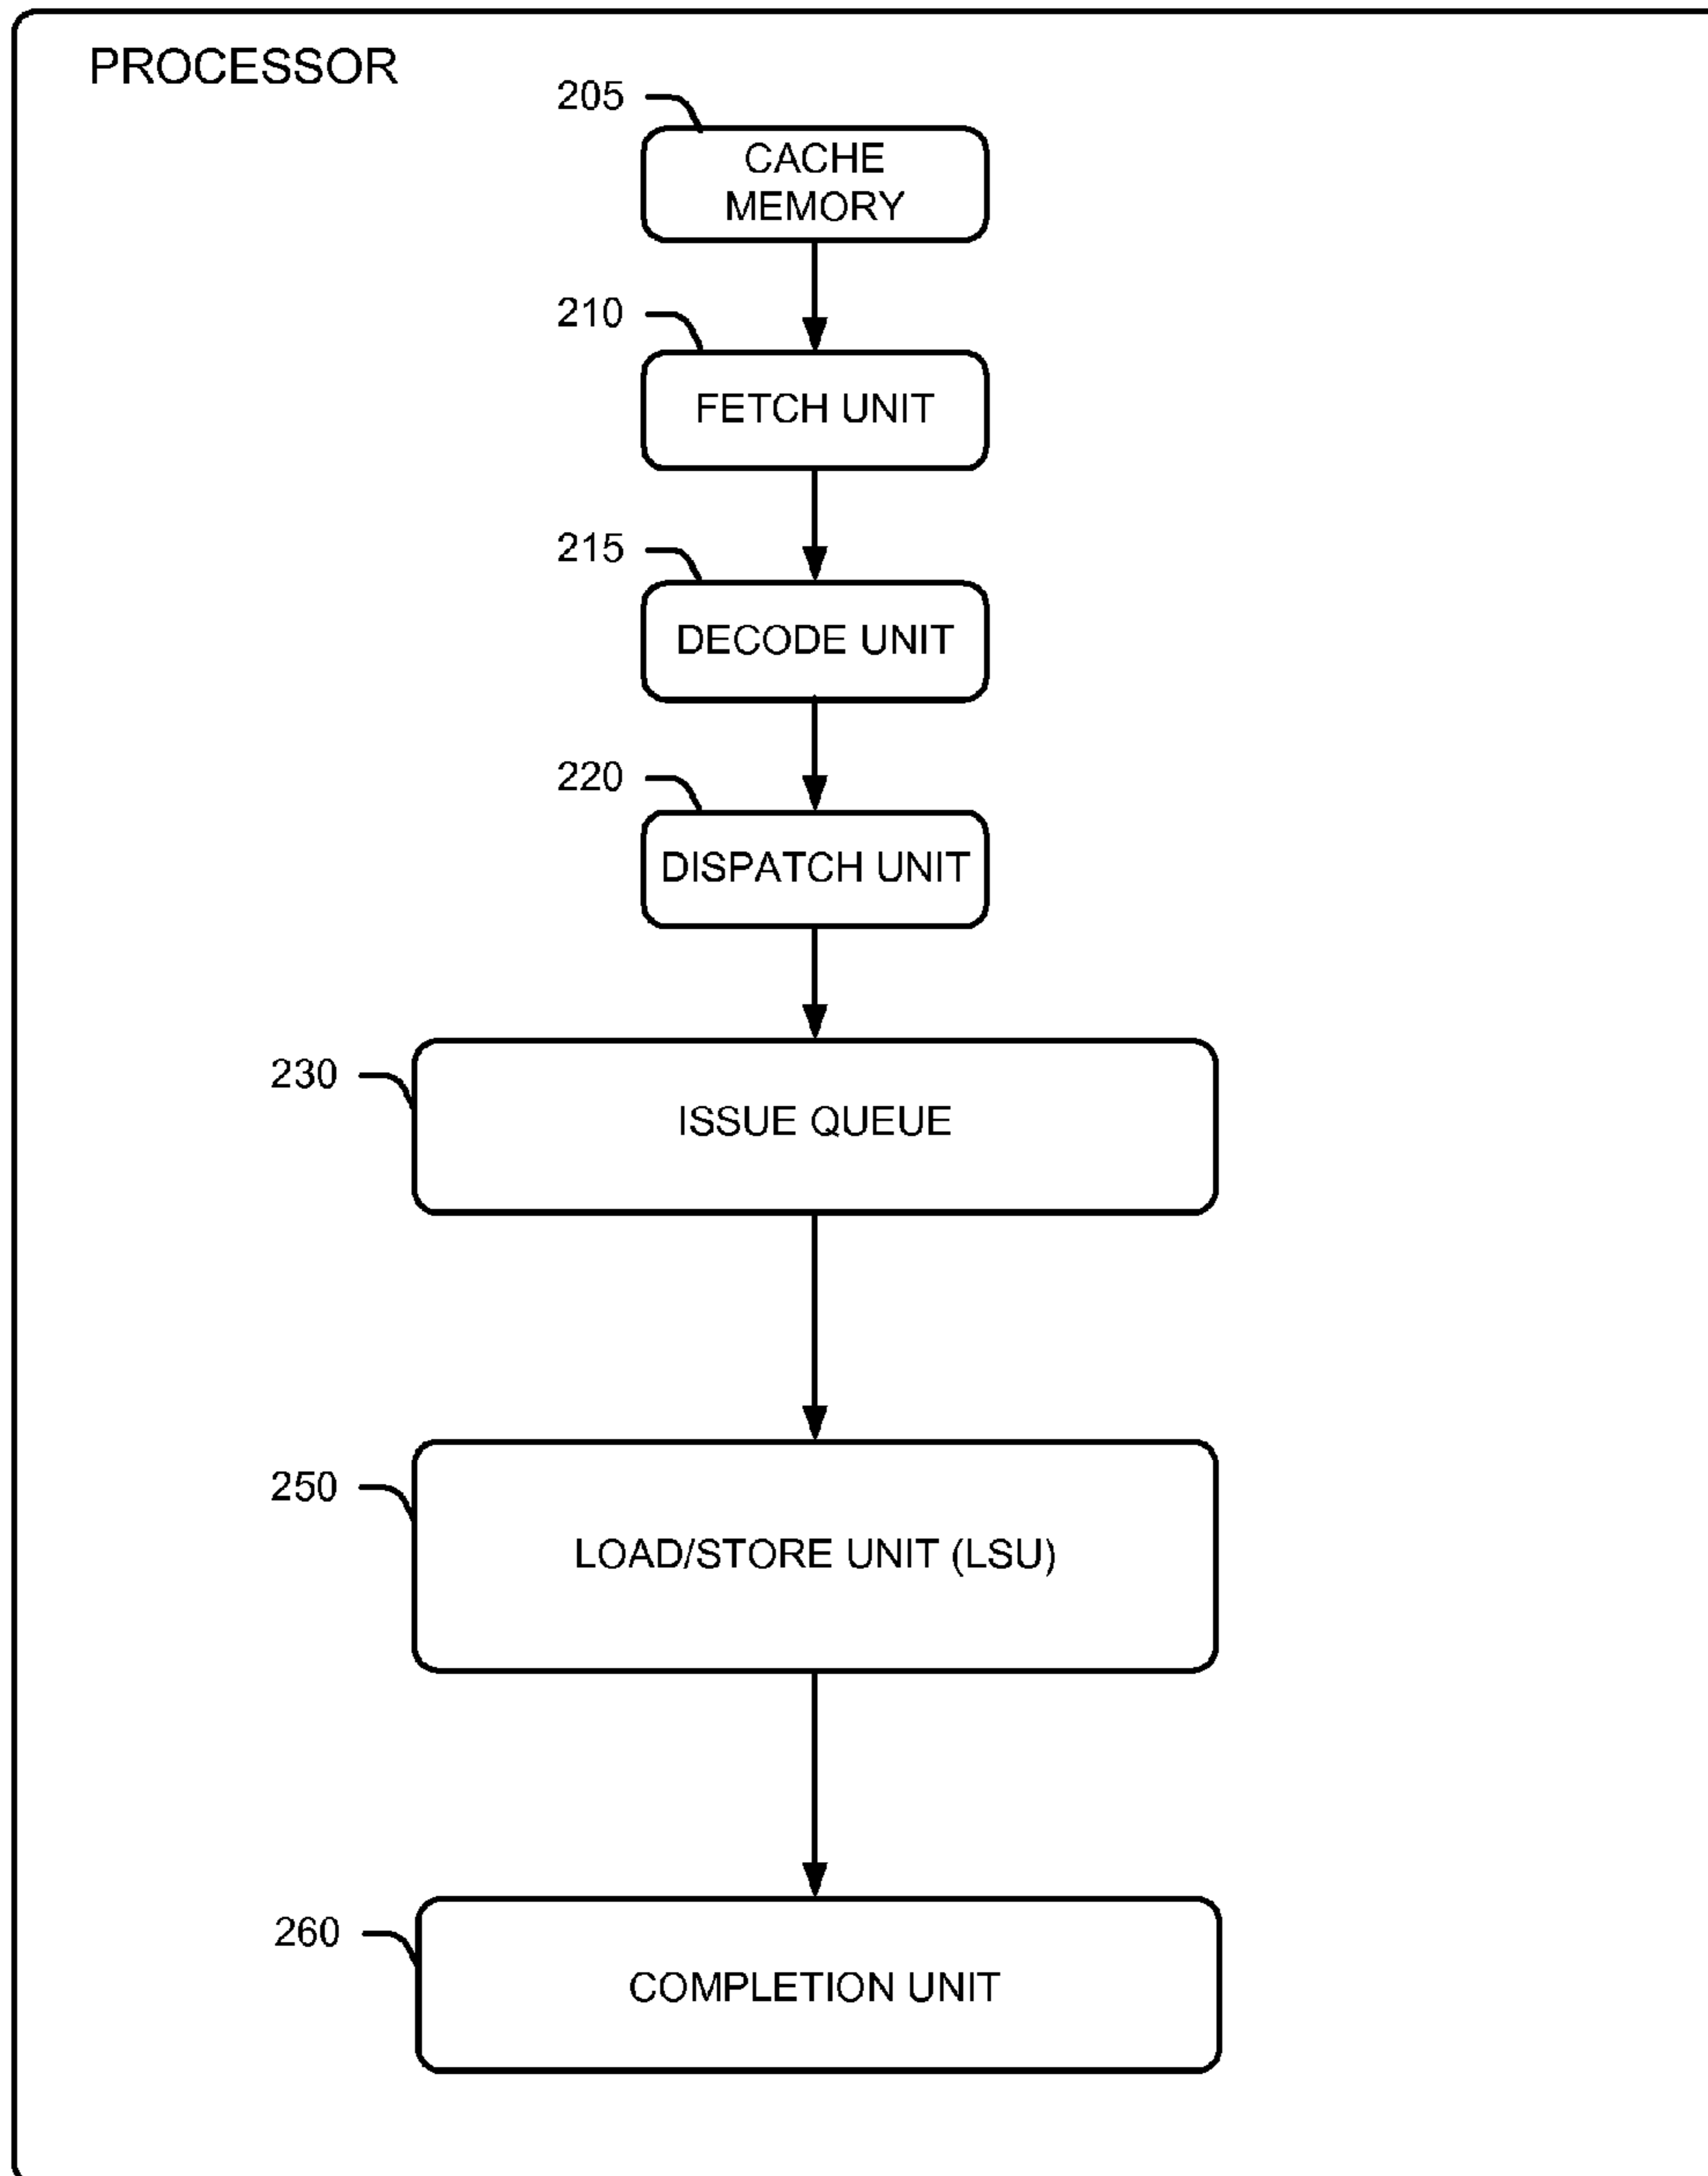 PROCESSOR
205
CACHE
MEMORY
210
FETCH UNIT
215
DECODE UNIT
220
DISPATCH UNIT
230
ISSUE QUEUE
250
LOAD/STORE UNIT (LSU)
260
COMPLETION UNIT